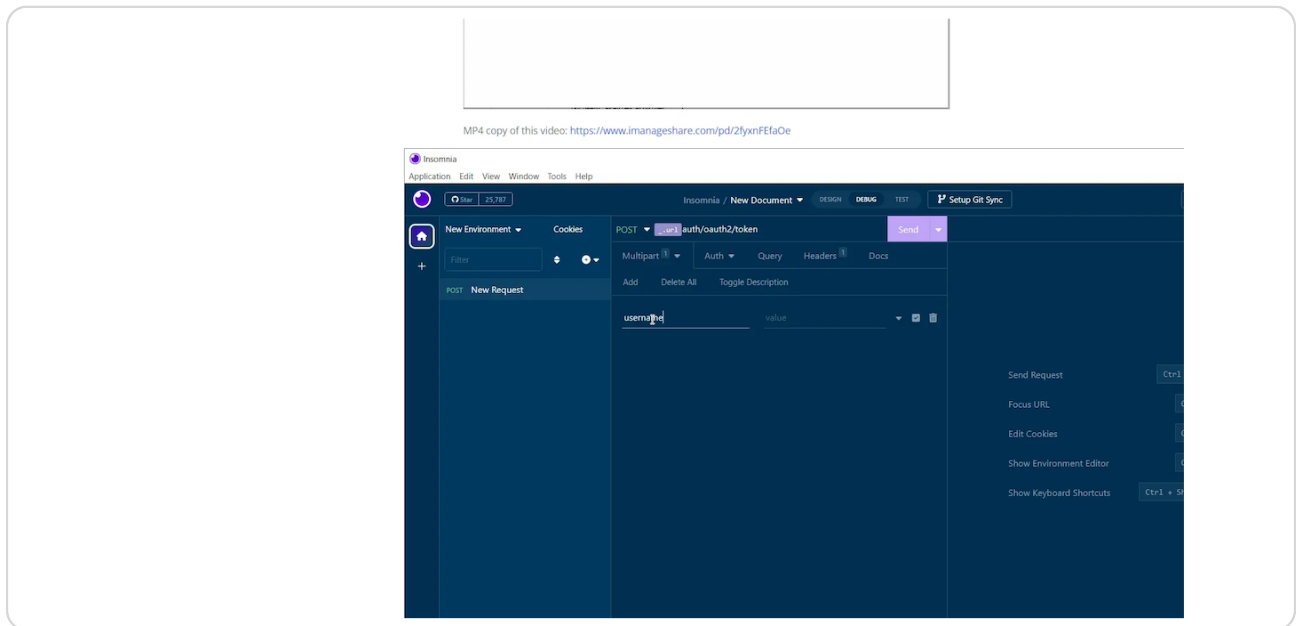 MP4 copy of this video: https://www.imanageshare.com/pd/2fyxnFEfaOe
Insomnia
Application Edit View Window Tools Help
Star 25,787 Insomnia / New Document DESIGN DEBUG TEST Setup Git Sync
New Environment Cookies POST _.url auth/oauth2/token Send
Multipart 1 Auth Query Headers 1 Docs
Filter
Add Delete All Toggle Description
POST New Request
username value
Send Request Ctrl
Focus URL
Edit Cookies
Show Environment Editor
Show Keyboard Shortcuts Ctrl +